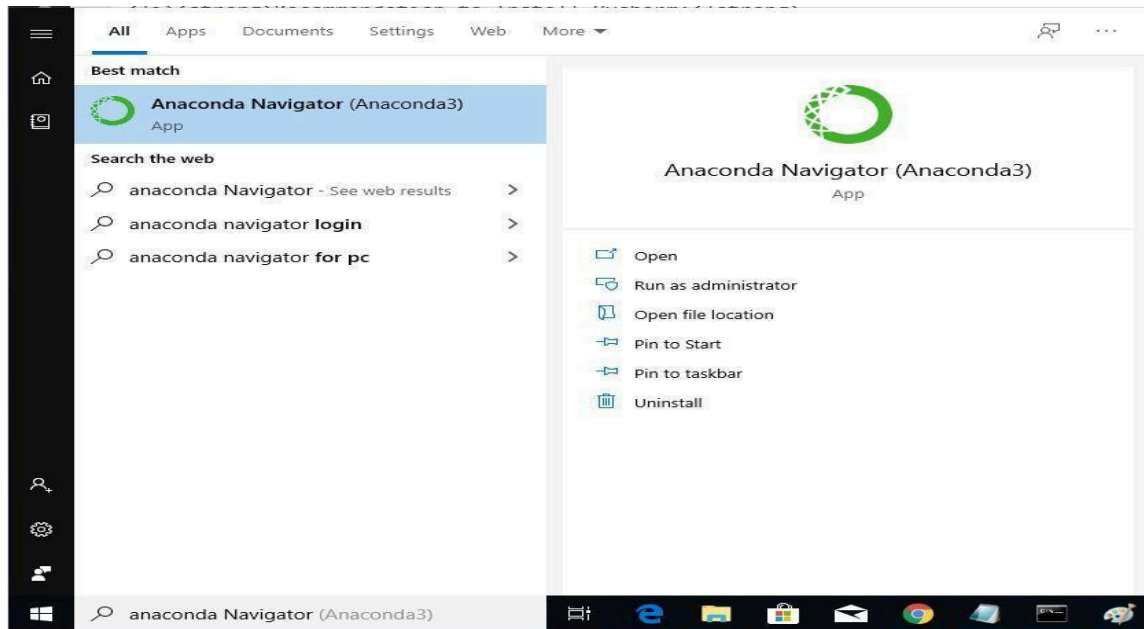 All Apps Documents Settings Web More
Best match
Anaconda Navigator (Anaconda3)
App
Search the web
anaconda Navigator - See web results
anaconda navigator login
anaconda navigator for pc
Anaconda Navigator (Anaconda3)
App
Open
Run as administrator
Open file location
Pin to Start
Pin to taskbar
Uninstall
anaconda Navigator (Anaconda3)